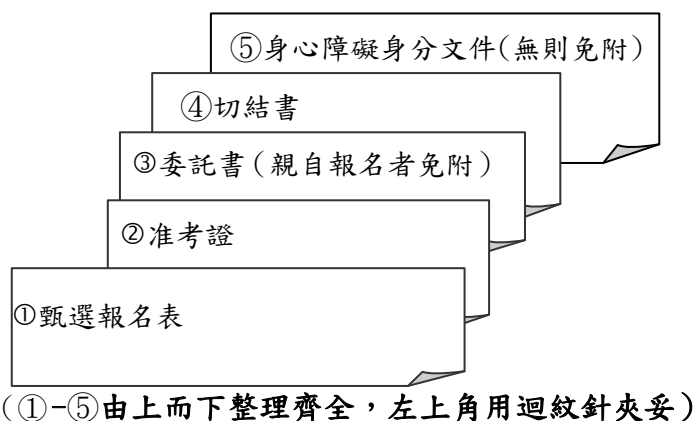 ⑤身心障礙身分文件(無則免附)
④切結書
③委託書(親自報名者免附)
②准考證
①甄選報名表
(①-⑤由上而下整理齊全,左上角用迴紋針夾妥)